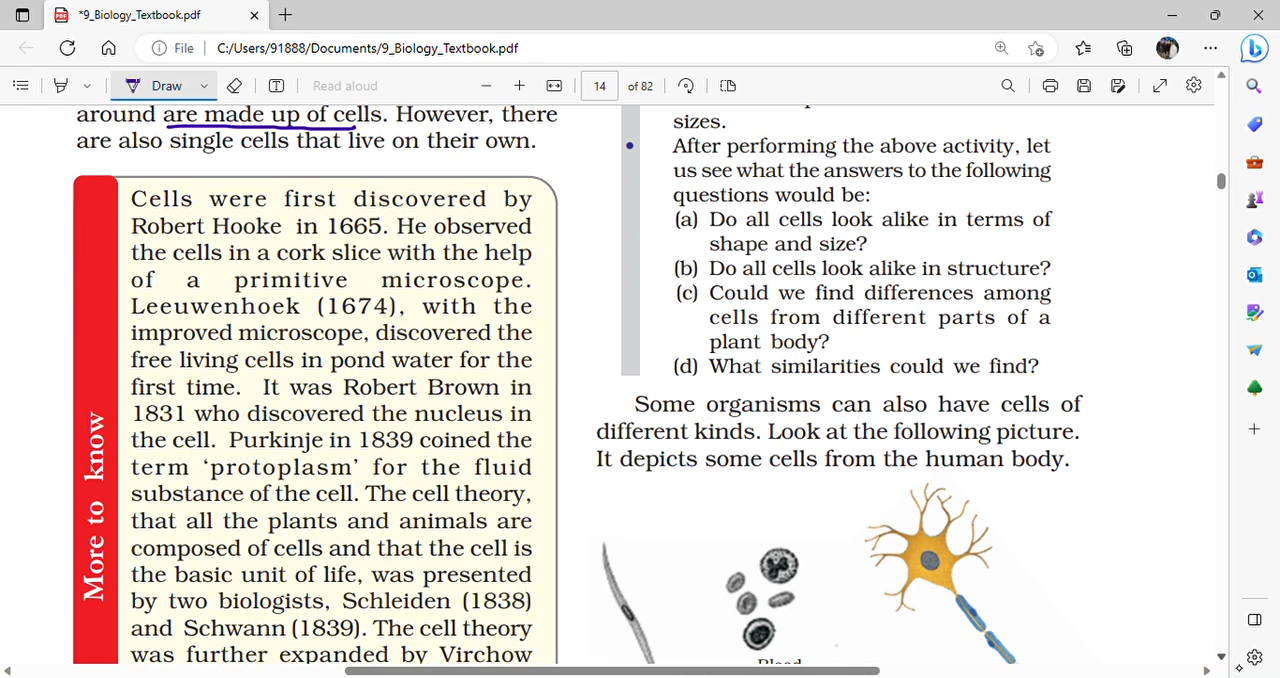 *9_Biology_Textbook.pdf
File
C:/Users/91888/Documents/9_Biology_Textbook.pdf
Draw
Read aloud
14
of 82
around are made up of cells. However, there
are also single cells that live on their own.
More to know
Cells were first discovered by
Robert Hooke in 1665. He observed
the cells in a cork slice with the help
of a primitive microscope.
Leeuwenhoek (1674), with the
improved microscope, discovered the
free living cells in pond water for the
first time. It was Robert Brown in
1831 who discovered the nucleus in
the cell. Purkinje in 1839 coined the
term ‘protoplasm’ for the fluid
substance of the cell. The cell theory,
that all the plants and animals are
composed of cells and that the cell is
the basic unit of life, was presented
by two biologists, Schleiden (1838)
and Schwann (1839). The cell theory
was further expanded by Virchow
sizes.
• After performing the above activity, let
us see what the answers to the following
questions would be:
(a) Do all cells look alike in terms of
shape and size?
(b) Do all cells look alike in structure?
(c) Could we find differences among
cells from different parts of a
plant body?
(d) What similarities could we find?
Some organisms can also have cells of
different kinds. Look at the following picture.
It depicts some cells from the human body.
Blood